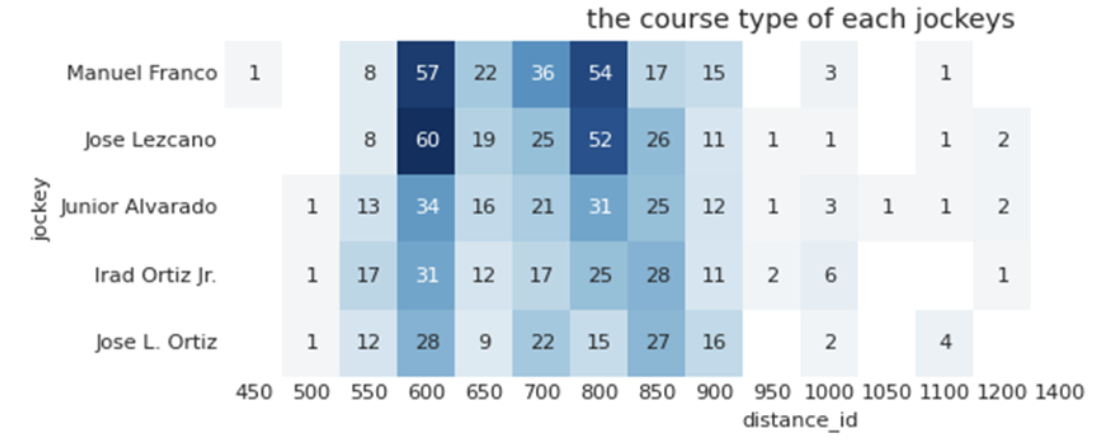 the course type of each jockeys
Manuel Franco 1 8 57 22 36 54 17 15 3 1
Jose Lezcano 8 60 19 25 52 26 11 1 1 1 2
jockey
Junior Alvarado 1 13 34 16 21 31 25 12 1 3 1 1 2
Irad Ortiz Jr. 1 17 31 12 17 25 28 11 2 6 1
Jose L. Ortiz 1 12 28 9 22 15 27 16 2 4
450 500 550 600 650 700 800 850 900 950 1000 1050 1100 1200 1400
distance_id